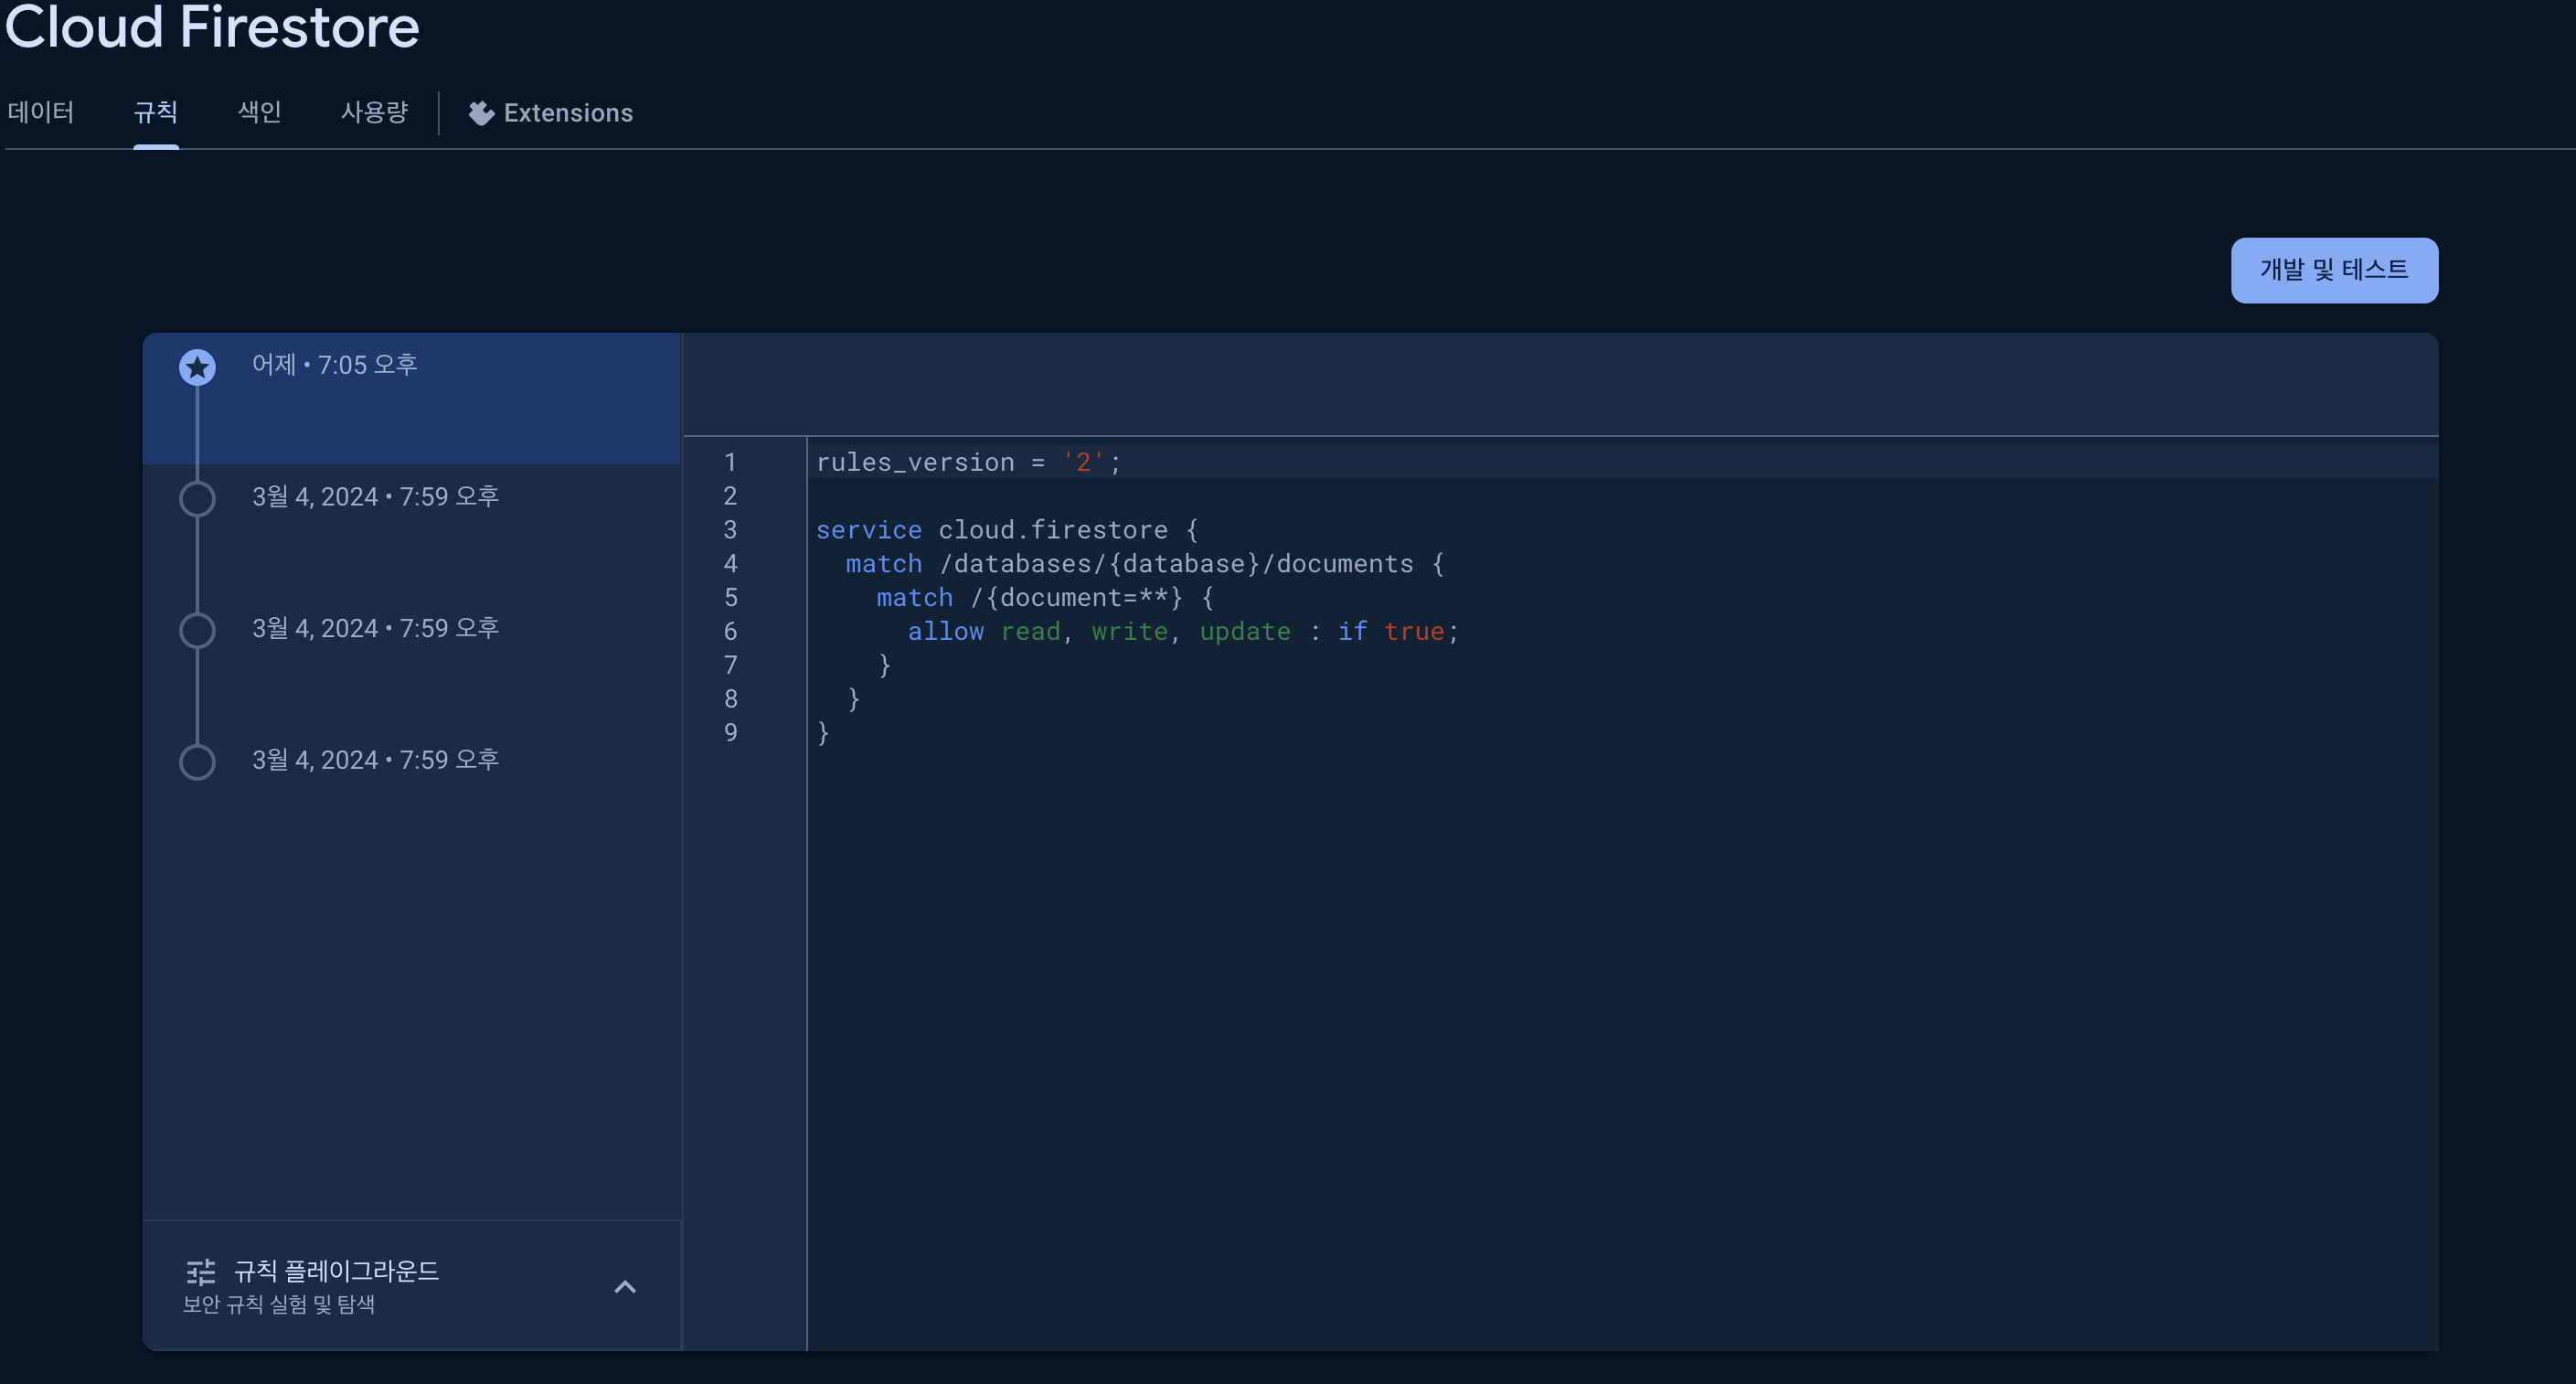 Cloud Firestore
데이터 규칙 색인 사용량 Extensions
개발 및 테스트
어제 • 7:05 오후
3월 4, 2024 • 7:59 오후
3월 4, 2024 • 7:59 오후
3월 4, 2024 • 7:59 오후
규칙 플레이그라운드
보안 규칙 실험 및 탐색
1 rules_version = '2';
2
3 service cloud.firestore {
4   match /databases/{database}/documents {
5     match /{document=**} {
6       allow read, write, update : if true;
7     }
8   }
9 }